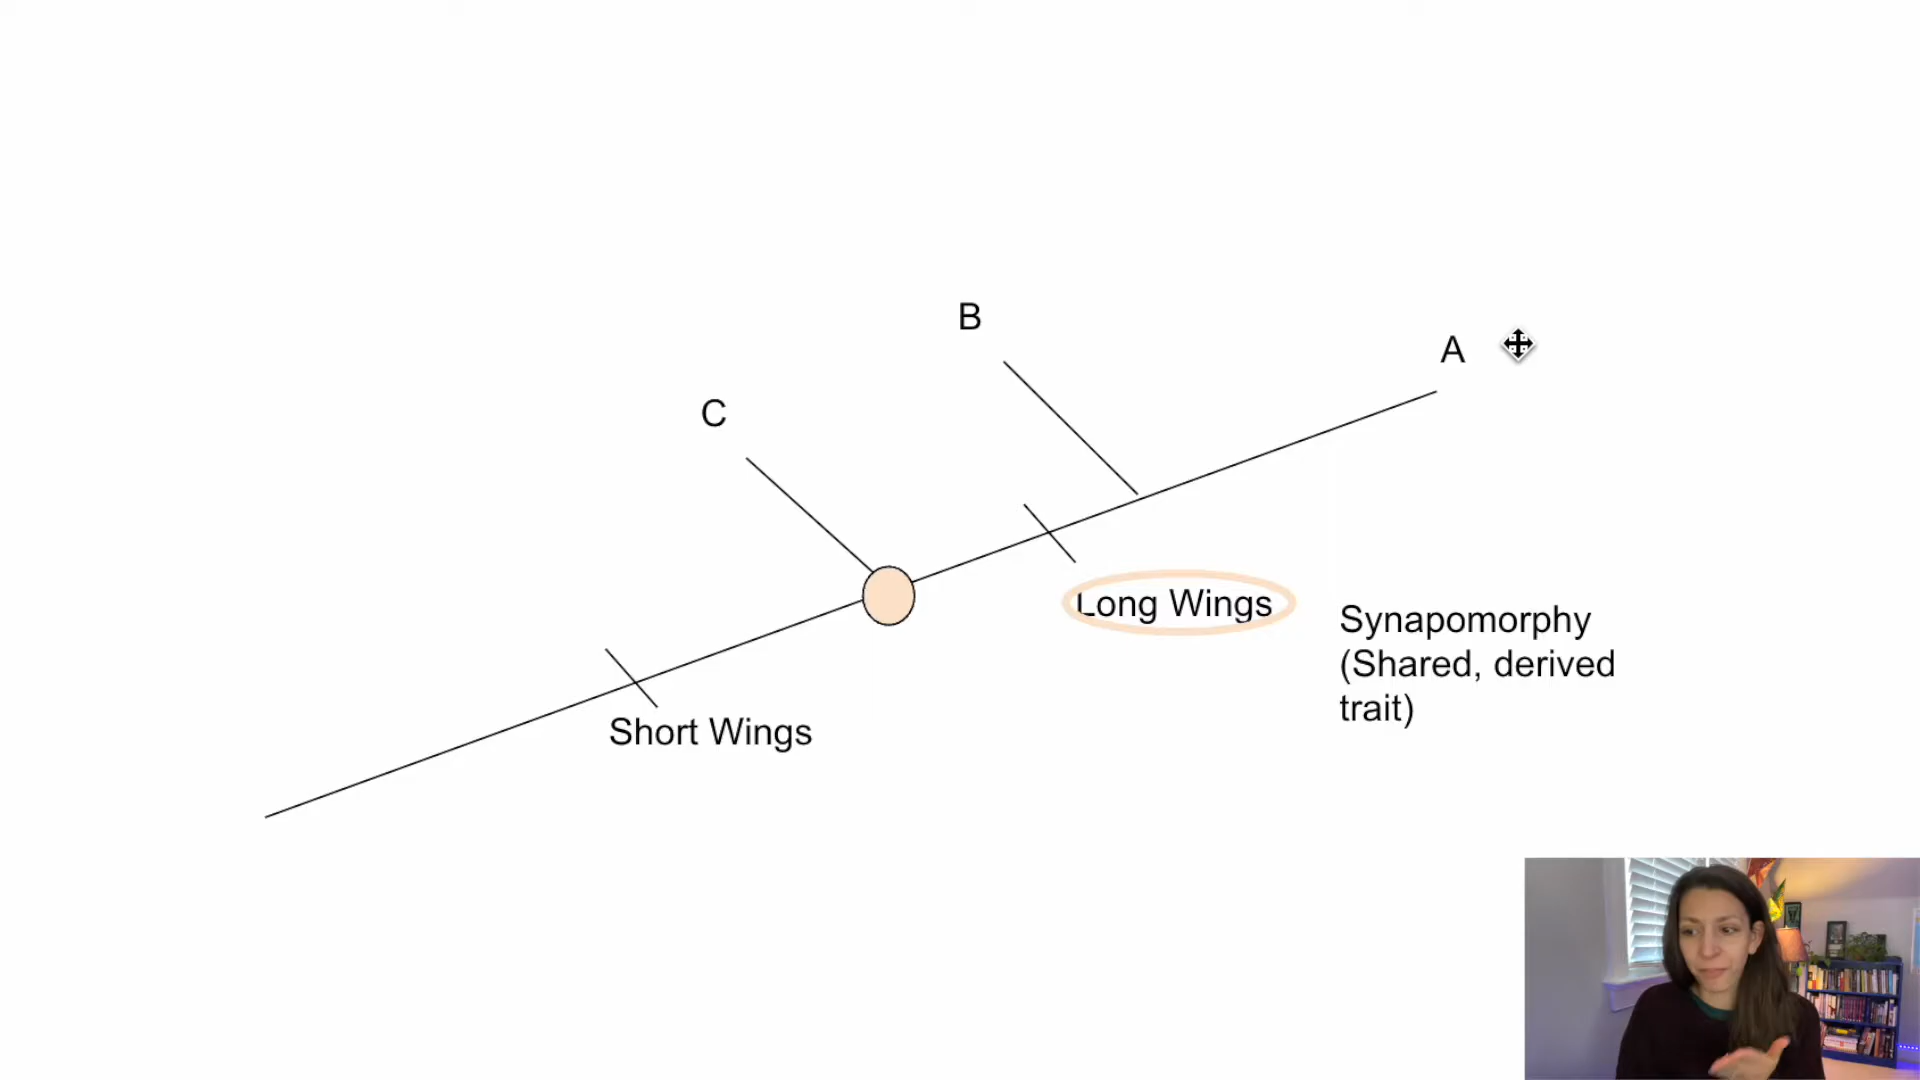 B
A
C
Long Wings
Synapomorphy
(Shared, derived
trait)
Short Wings